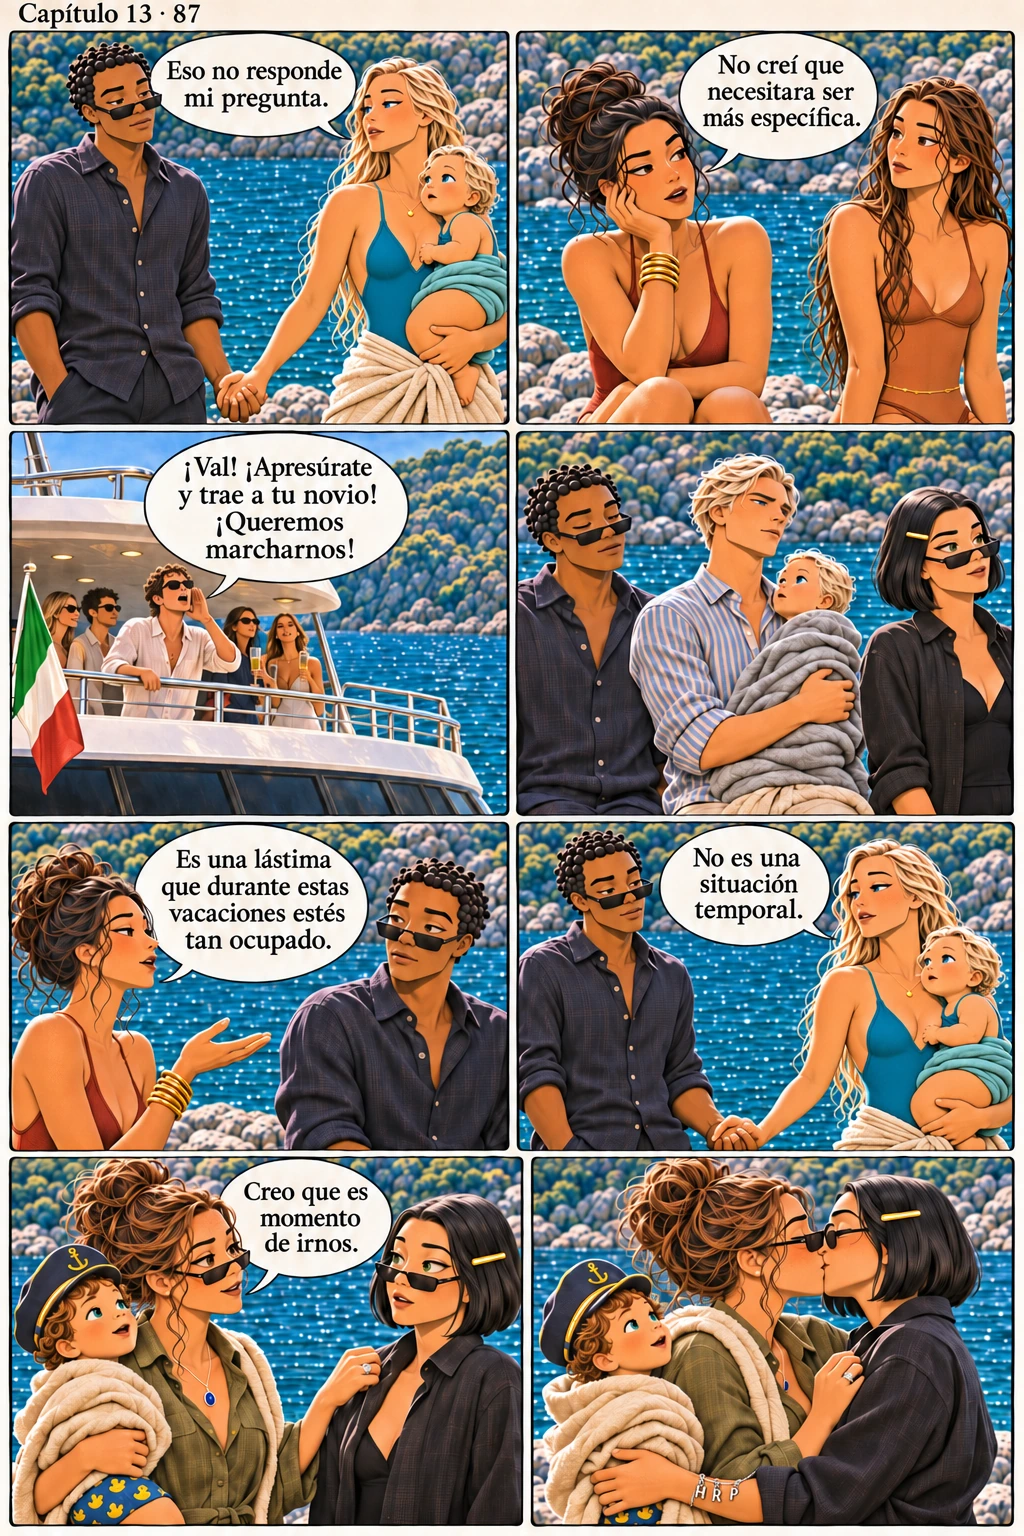 Capítulo 13 · 87
Eso no responde
mi pregunta.
No creí que
necesitara ser
más específica.
¡Val! ¡Apresúrate
y trae a tu novio!
¡Queremos
marcharnos!
Es una lástima
que durante estas
vacaciones estés
tan ocupado.
No es una
situación
temporal.
Creo que es
momento
de irnos.
HRP